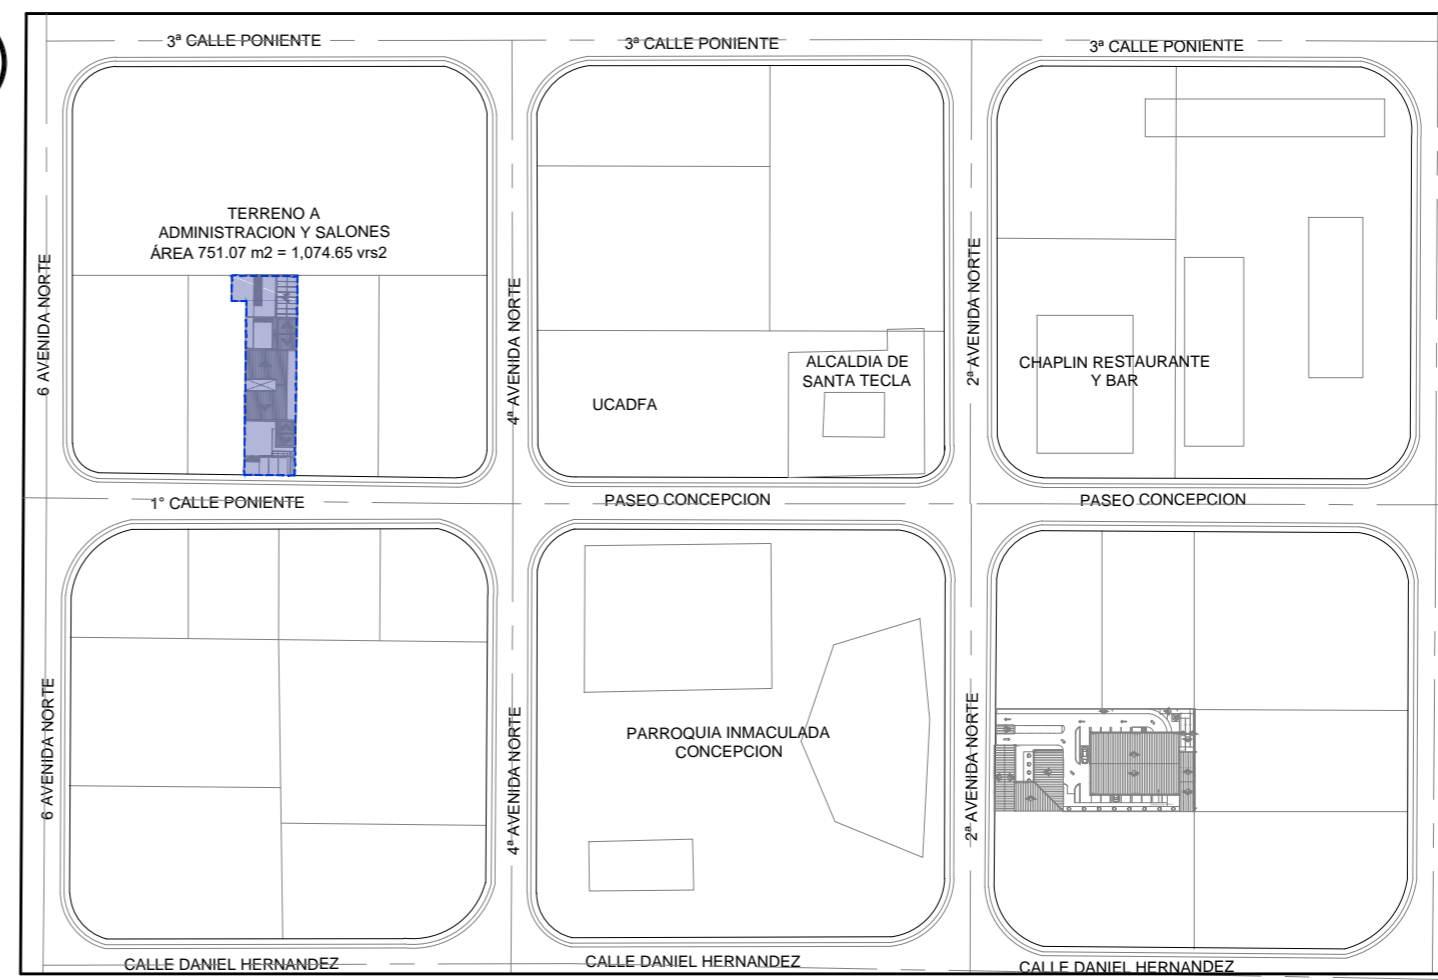 3ª CALLE PONIENTE
3ª CALLE PONIENTE
3ª CALLE PONIENTE
TERRENO A
ADMINISTRACION Y SALONES
ÁREA 751.07 m2 = 1,074.65 vrs2
6 AVENIDA NORTE
4ª AVENIDA NORTE
2ª AVENIDA NORTE
UCADFA
ALCALDIA DE
SANTA TECLA
CHAPLIN RESTAURANTE
Y BAR
1° CALLE PONIENTE
PASEO CONCEPCION
PASEO CONCEPCION
6 AVENIDA NORTE
4ª AVENIDA NORTE
2ª AVENIDA NORTE
PARROQUIA INMACULADA
CONCEPCION
CALLE DANIEL HERNANDEZ
CALLE DANIEL HERNANDEZ
CALLE DANIEL HERNANDEZ